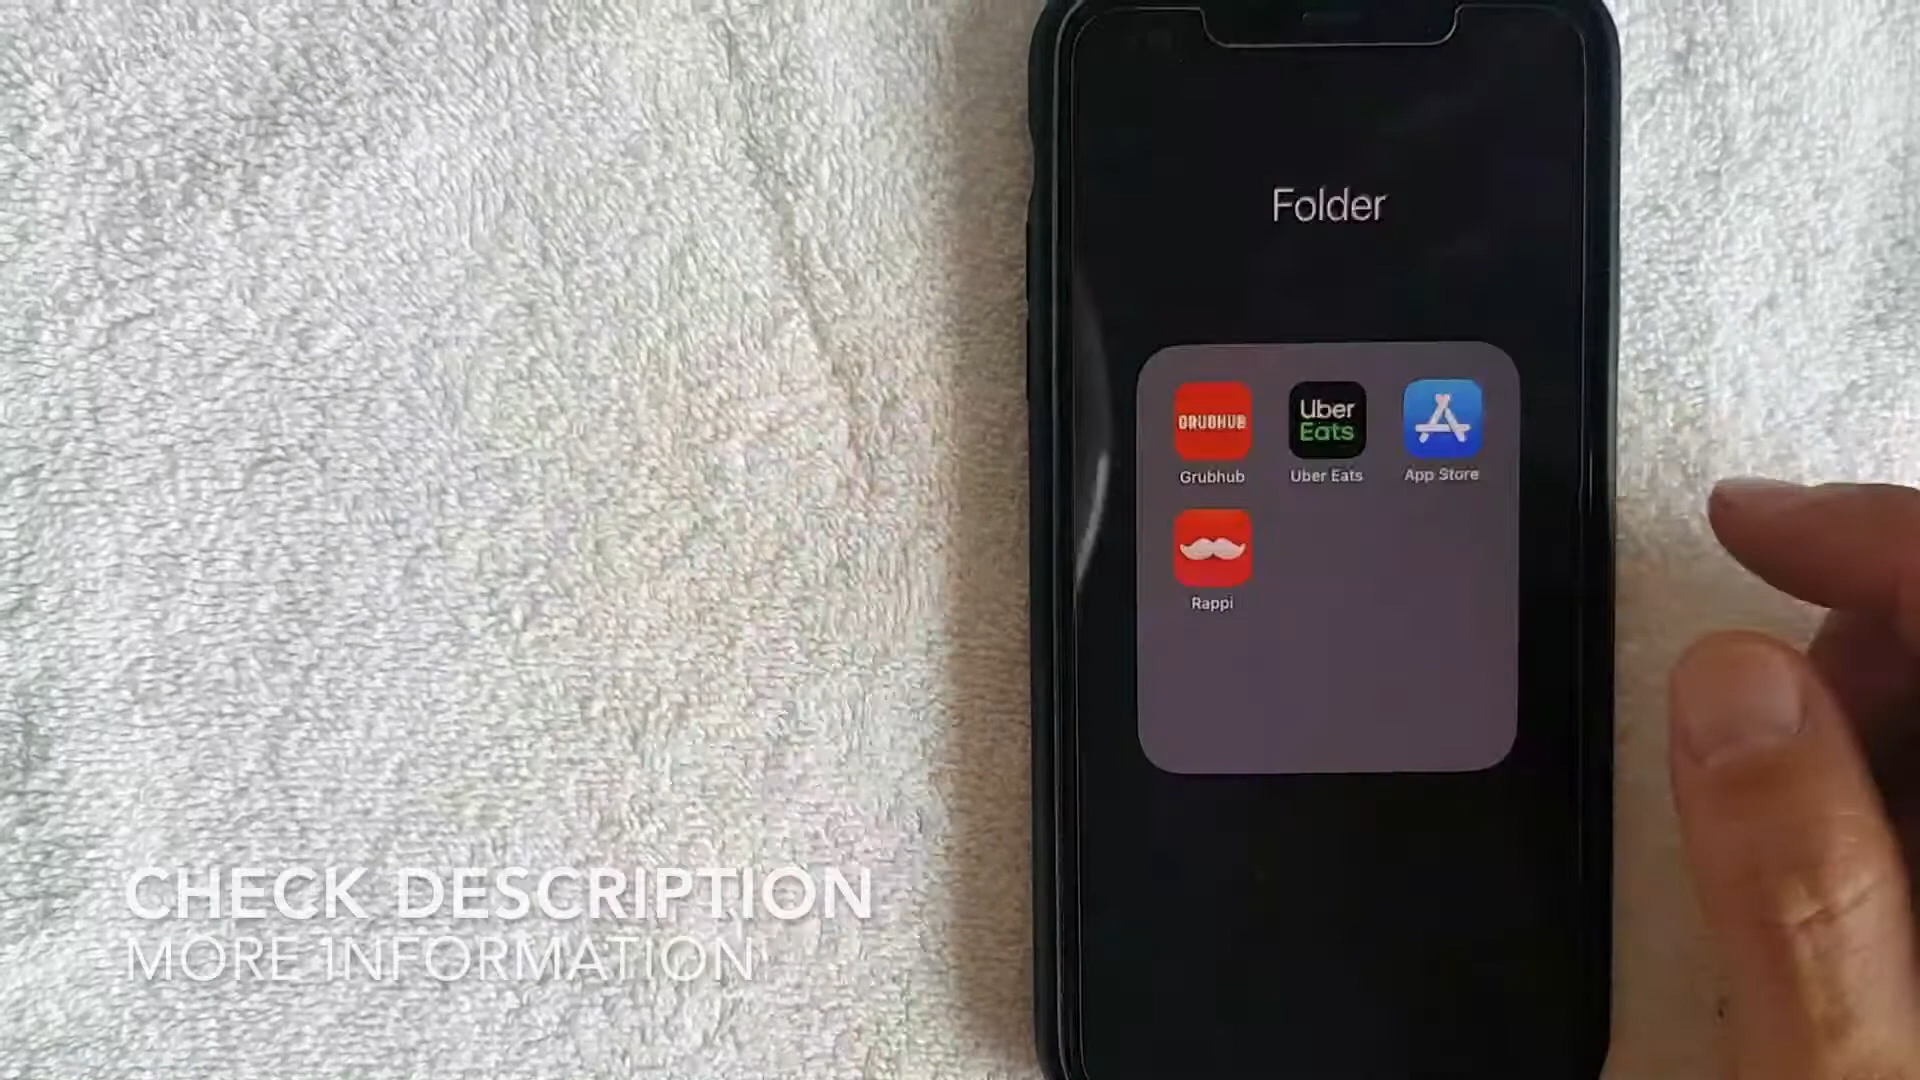 Folder
GRUBHUB
Uber
Eats
Grubhub
Uber Eats
App Store
Rappi
CHECK DESCRIPTION
MORE INFORMATION